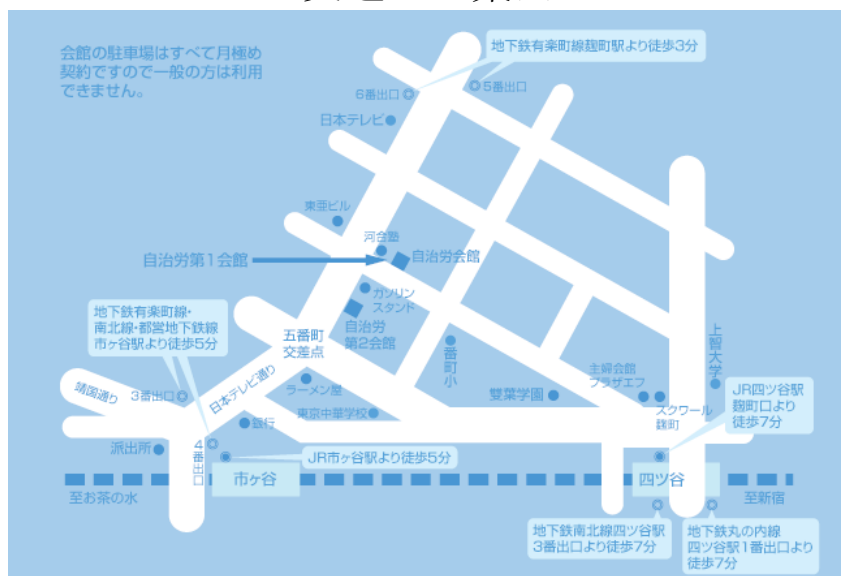 会館の駐車場はすべて月極め
契約ですので一般の方は利用
できません。
地下鉄有楽町線麹町駅より徒歩3分
6番出口
5番出口
日本テレビ
東亜ビル
河合塾
自治労第1会館
自治労会館
ガソリン
スタンド
自治労
第2会館
地下鉄有楽町線・
南北線・都営地下鉄線
市ヶ谷駅より徒歩5分
五番町
交差点
番町小
上智大学
主婦会館
プラザエフ
靖国通り
3番出口
日本テレビ通り
ラーメン屋
雙葉学園
スクワール
麹町
JR四ツ谷駅
麹町口より
徒歩7分
東京中華学校
銀行
派出所
4番出口
JR市ヶ谷駅より徒歩5分
市ヶ谷
四ツ谷
至お茶の水
至新宿
地下鉄南北線四ツ谷駅
3番出口より徒歩7分
地下鉄丸の内線
四ツ谷駅1番出口より
徒歩7分